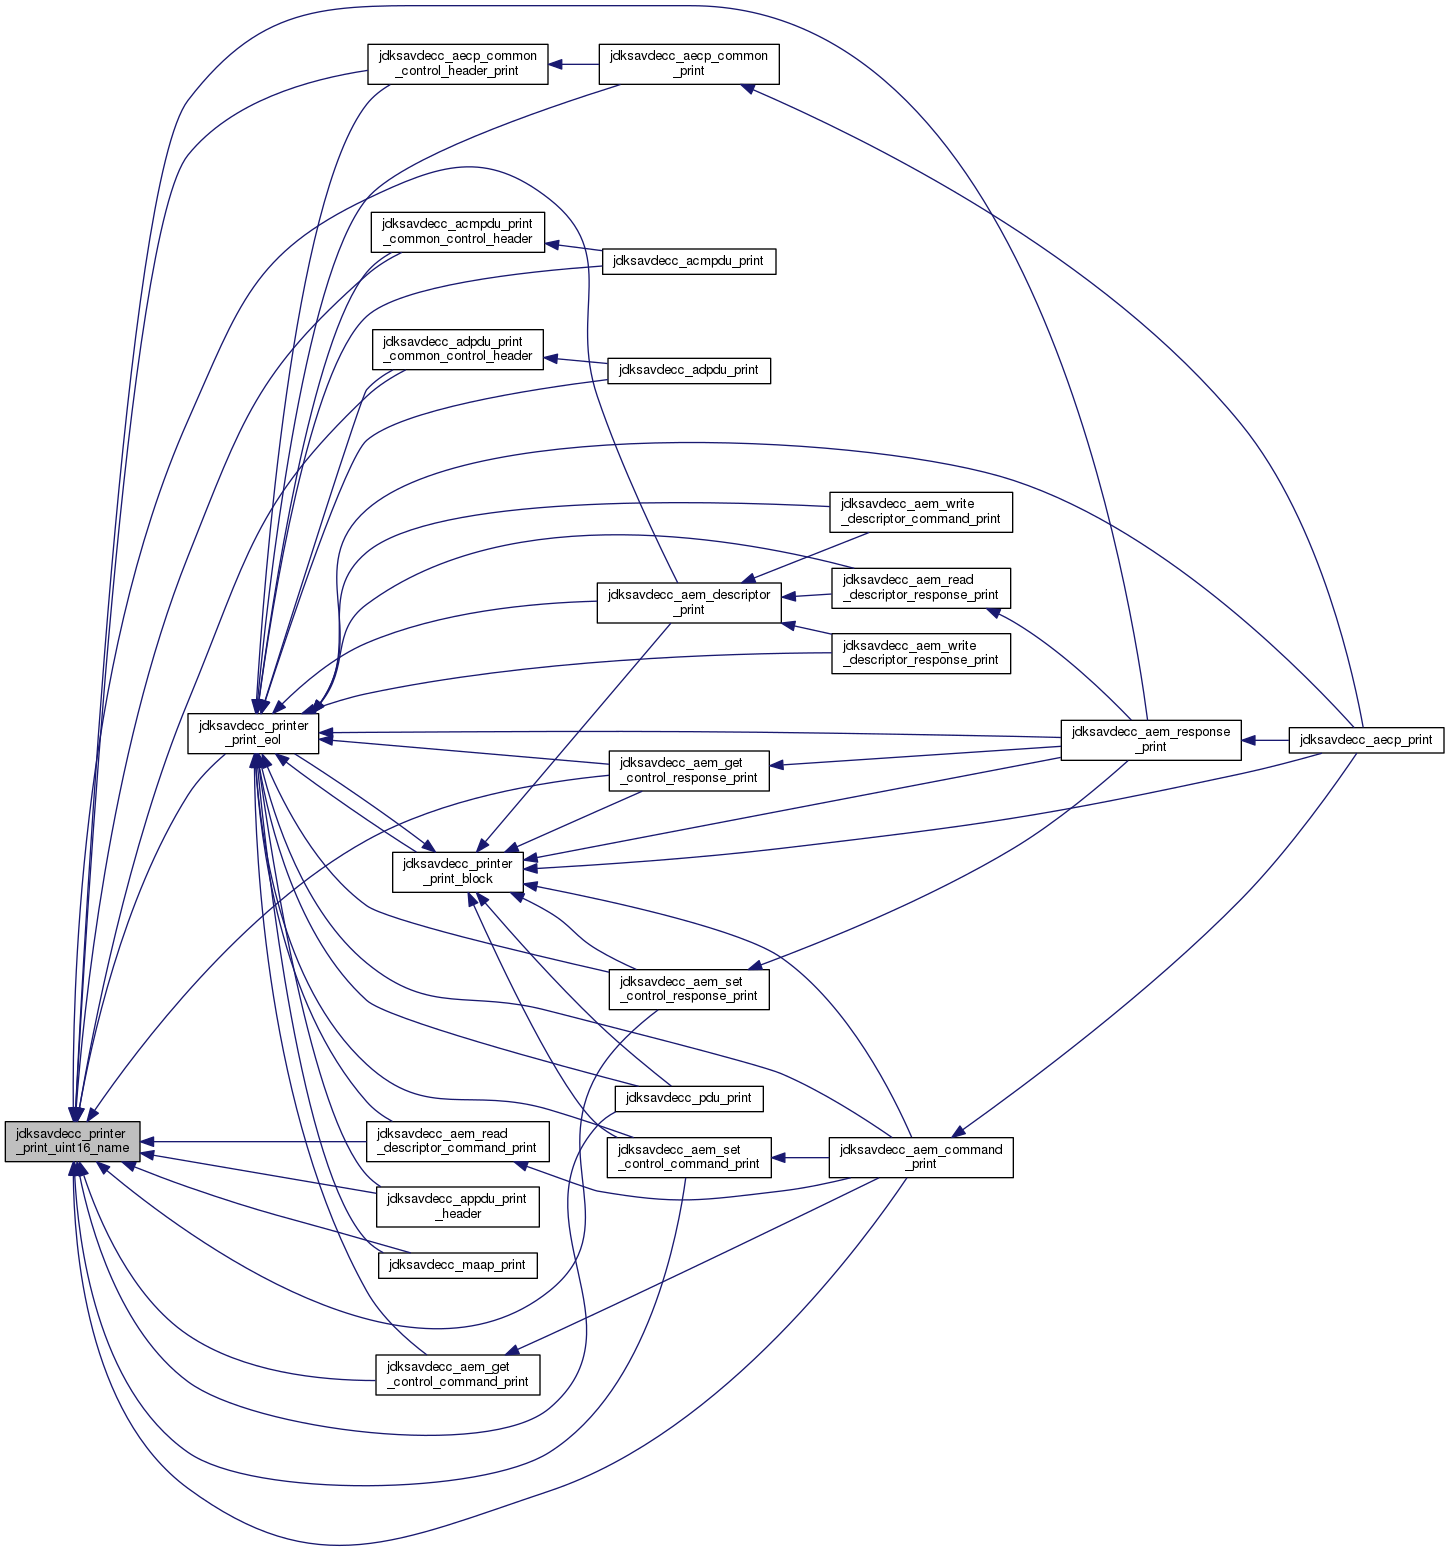 jdksavdecc_aecp_common
_control_header_print
jdksavdecc_aecp_common
_print
jdksavdecc_acmpdu_print
_common_control_header
jdksavdecc_acmpdu_print
jdksavdecc_adpdu_print
_common_control_header
jdksavdecc_adpdu_print
jdksavdecc_aem_write
_descriptor_command_print
jdksavdecc_aem_descriptor
_print
jdksavdecc_aem_read
_descriptor_response_print
jdksavdecc_aem_write
_descriptor_response_print
jdksavdecc_printer
_print_eol
jdksavdecc_aem_response
_print
jdksavdecc_aecp_print
jdksavdecc_aem_get
_control_response_print
jdksavdecc_printer
_print_block
jdksavdecc_aem_set
_control_response_print
jdksavdecc_pdu_print
jdksavdecc_printer
_print_uint16_name
jdksavdecc_aem_read
_descriptor_command_print
jdksavdecc_aem_set
_control_command_print
jdksavdecc_aem_command
_print
jdksavdecc_appdu_print
_header
jdksavdecc_maap_print
jdksavdecc_aem_get
_control_command_print